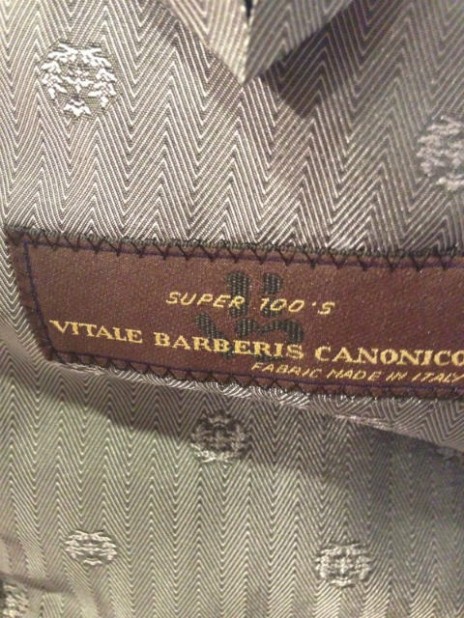 SUPER 100'S
VITALE BARBERIS CANONICO
FABRIC MADE IN ITALY